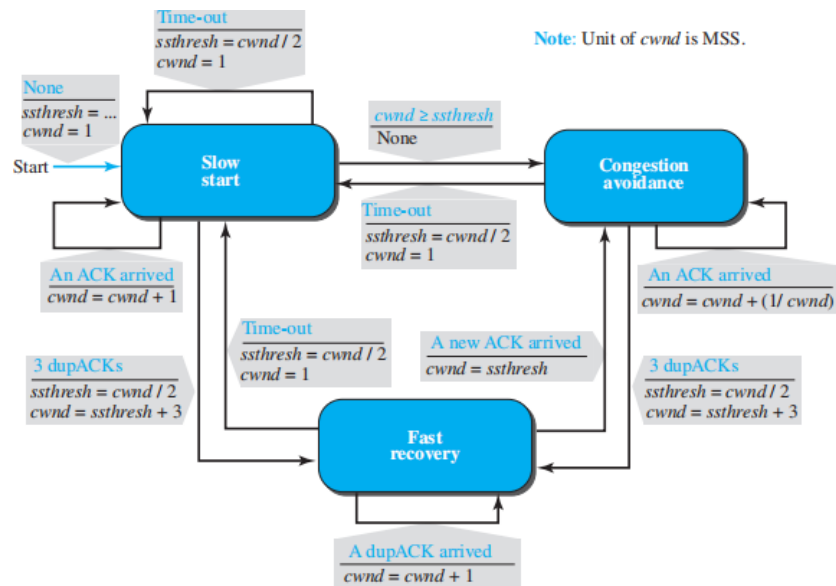 Time-out
ssthresh = cwnd / 2
cwnd = 1
Note: Unit of cwnd is MSS.
None
ssthresh = ...
cwnd = 1
Start
Slow
start
cwnd ≥ ssthresh
None
Congestion
avoidance
Time-out
ssthresh = cwnd / 2
cwnd = 1
An ACK arrived
cwnd = cwnd + 1
An ACK arrived
cwnd = cwnd + (1/ cwnd)
3 dupACKs
ssthresh = cwnd / 2
cwnd = ssthresh + 3
Time-out
ssthresh = cwnd / 2
cwnd = 1
A new ACK arrived
cwnd = ssthresh
3 dupACKs
ssthresh = cwnd / 2
cwnd = ssthresh + 3
Fast
recovery
A dupACK arrived
cwnd = cwnd + 1